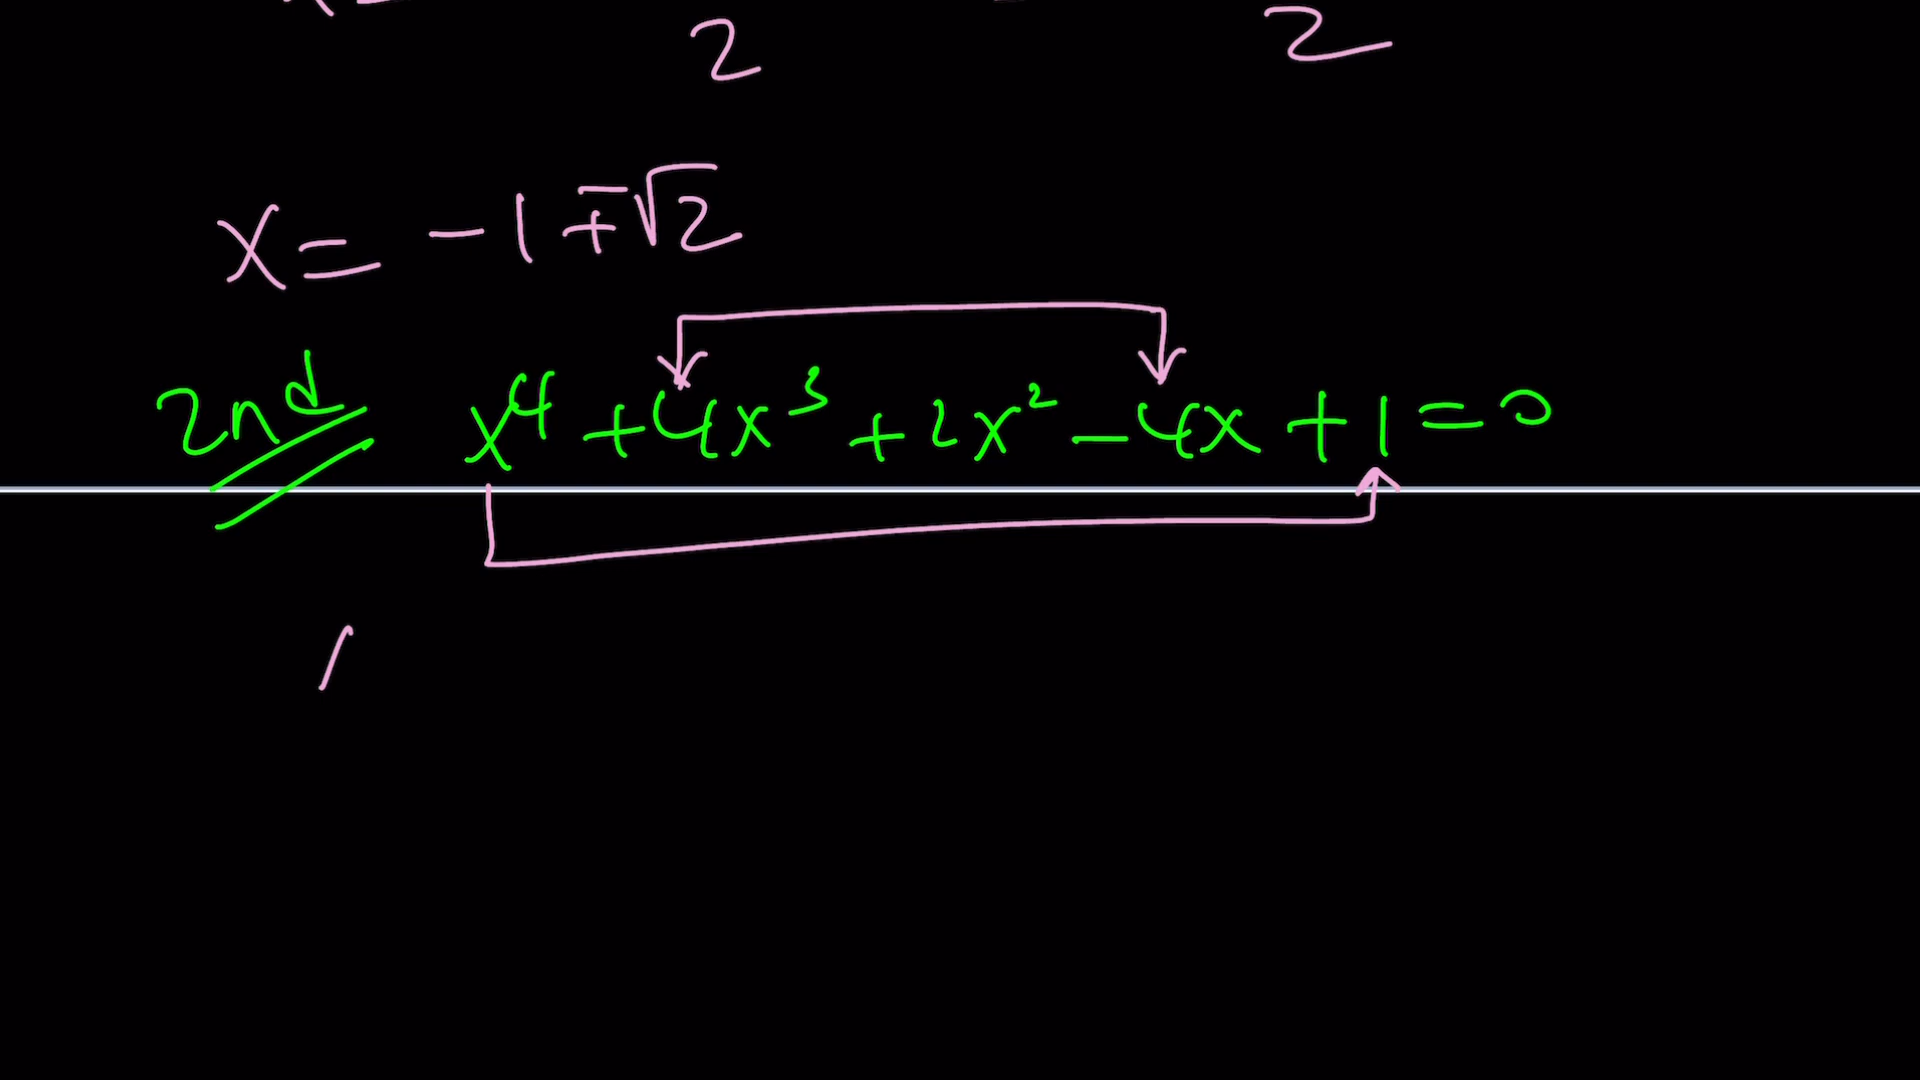 2 2
x = -1 ∓ √2
2nd x⁴ + 4x³ + 2x² - 4x + 1 = 0